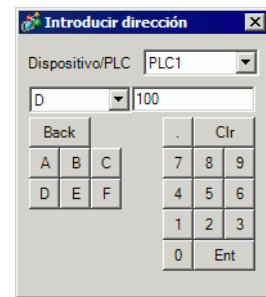 Introducir dirección
Dispositivo/PLC PLC1
D 100
Back . Clr
A B C 7 8 9
D E F 4 5 6
1 2 3
0 Ent